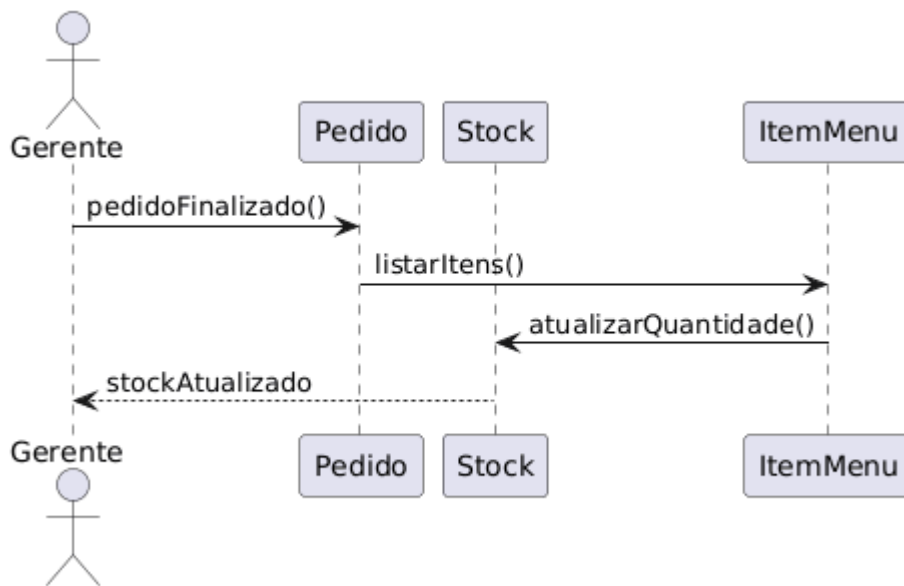 Gerente
Pedido
Stock
ItemMenu
pedidoFinalizado()
listarItens()
atualizarQuantidade()
stockAtualizado
Gerente
Pedido
Stock
ItemMenu